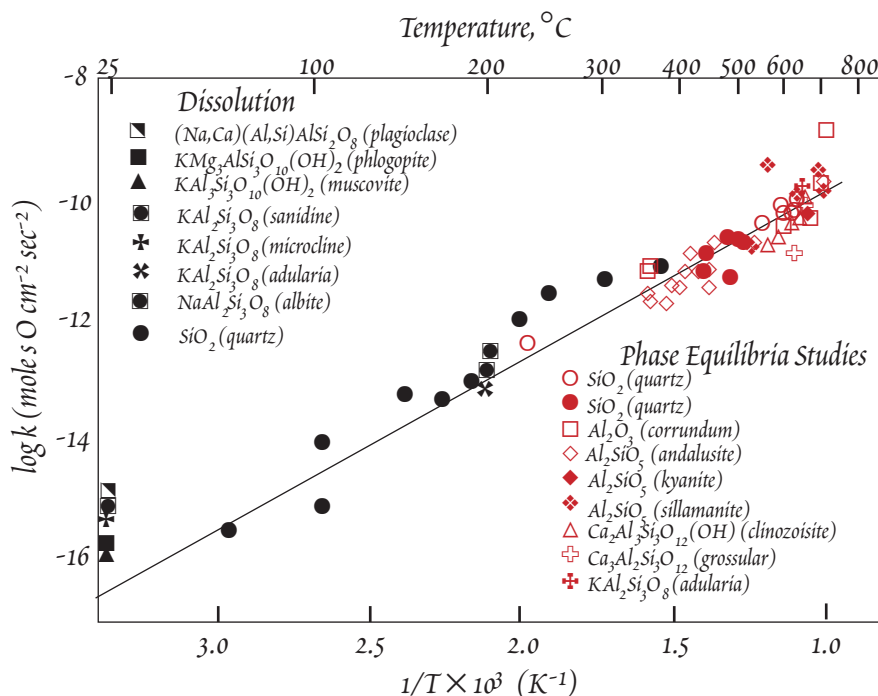 Temperature, °C
25 100 200 300 400 500 600 800
-8
-10
-12
-14
-16
log k (moles O cm⁻² sec⁻²)
Dissolution
(Na,Ca)(Al,Si)AlSi₂O₈ (plagioclase)
KMg₃AlSi₃O₁₀(OH)₂ (phlogopite)
KAl₃Si₃O₁₀(OH)₂ (muscovite)
KAl₂Si₃O₈ (sanidine)
KAl₂Si₃O₈ (microcline)
KAl₂Si₃O₈ (adularia)
NaAl₂Si₃O₈ (albite)
SiO₂ (quartz)
Phase Equilibria Studies
SiO₂ (quartz)
SiO₂ (quartz)
Al₂O₃ (corrundum)
Al₂SiO₅ (andalusite)
Al₂SiO₅ (kyanite)
Al₂SiO₅ (sillamanite)
Ca₂Al₃Si₃O₁₂(OH) (clinozoisite)
Ca₃Al₂Si₃O₁₂ (grossular)
KAl₂Si₃O₈ (adularia)
3.0 2.5 2.0 1.5 1.0
1/T × 10³ (K⁻¹)